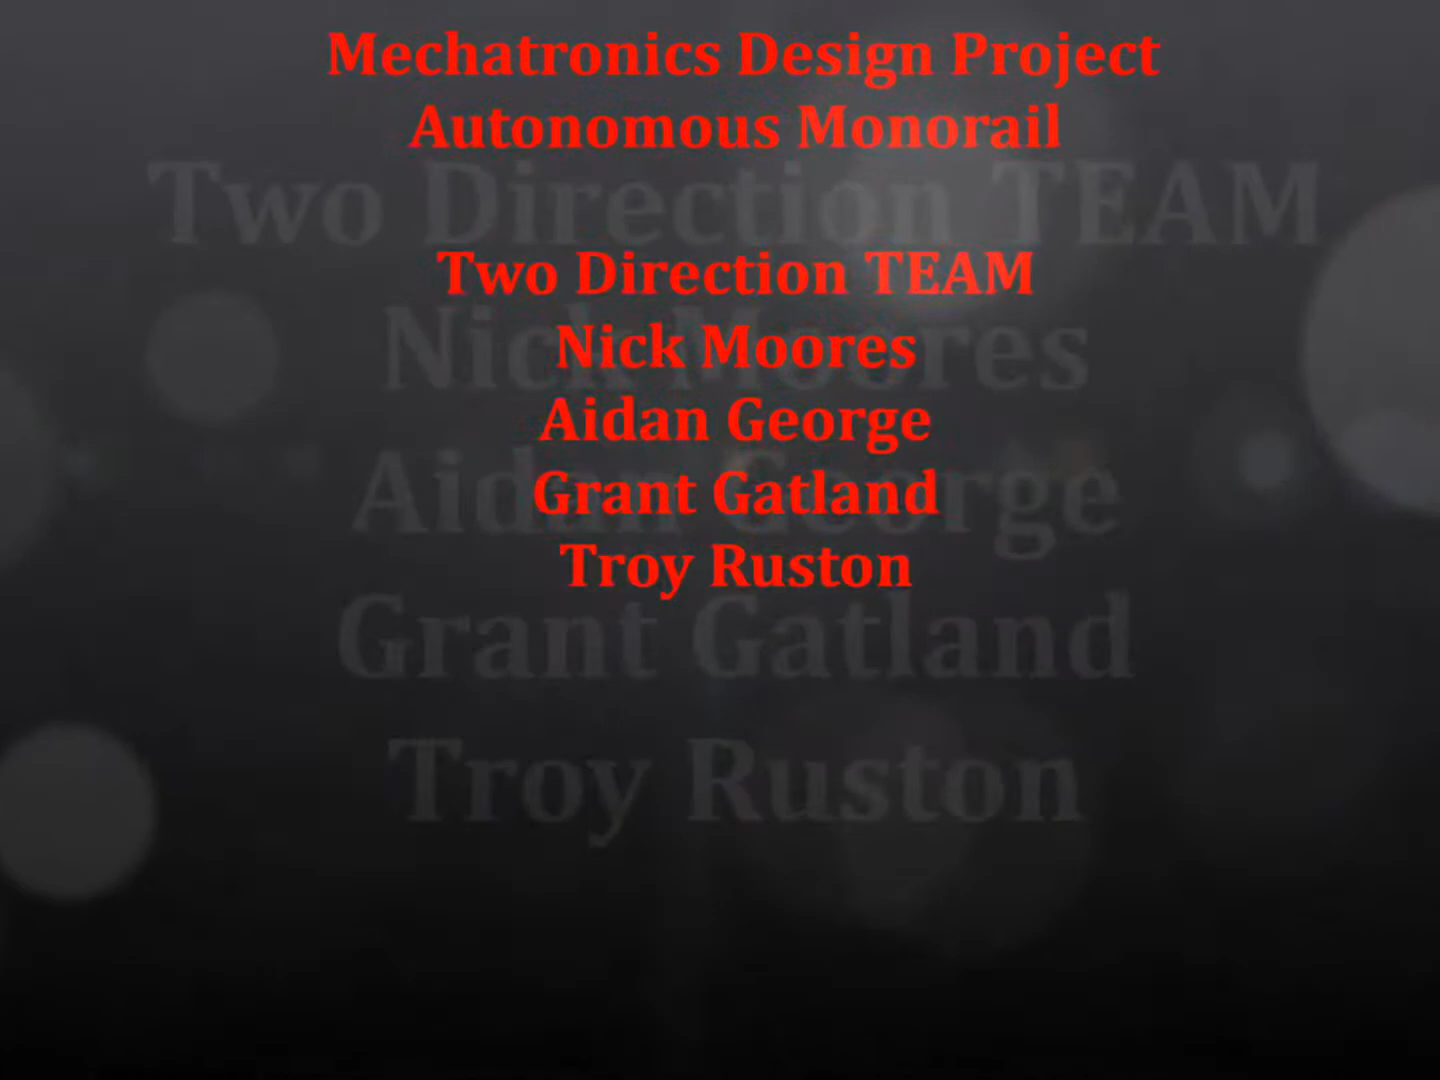 Mechatronics Design Project
Autonomous Monorail
Two Direction TEAM
Two Direction TEAM
Nick Moores
Nick Moores
Aidan George
Aidan George
Grant Gatland
Troy Ruston
Grant Gatland
Troy Ruston